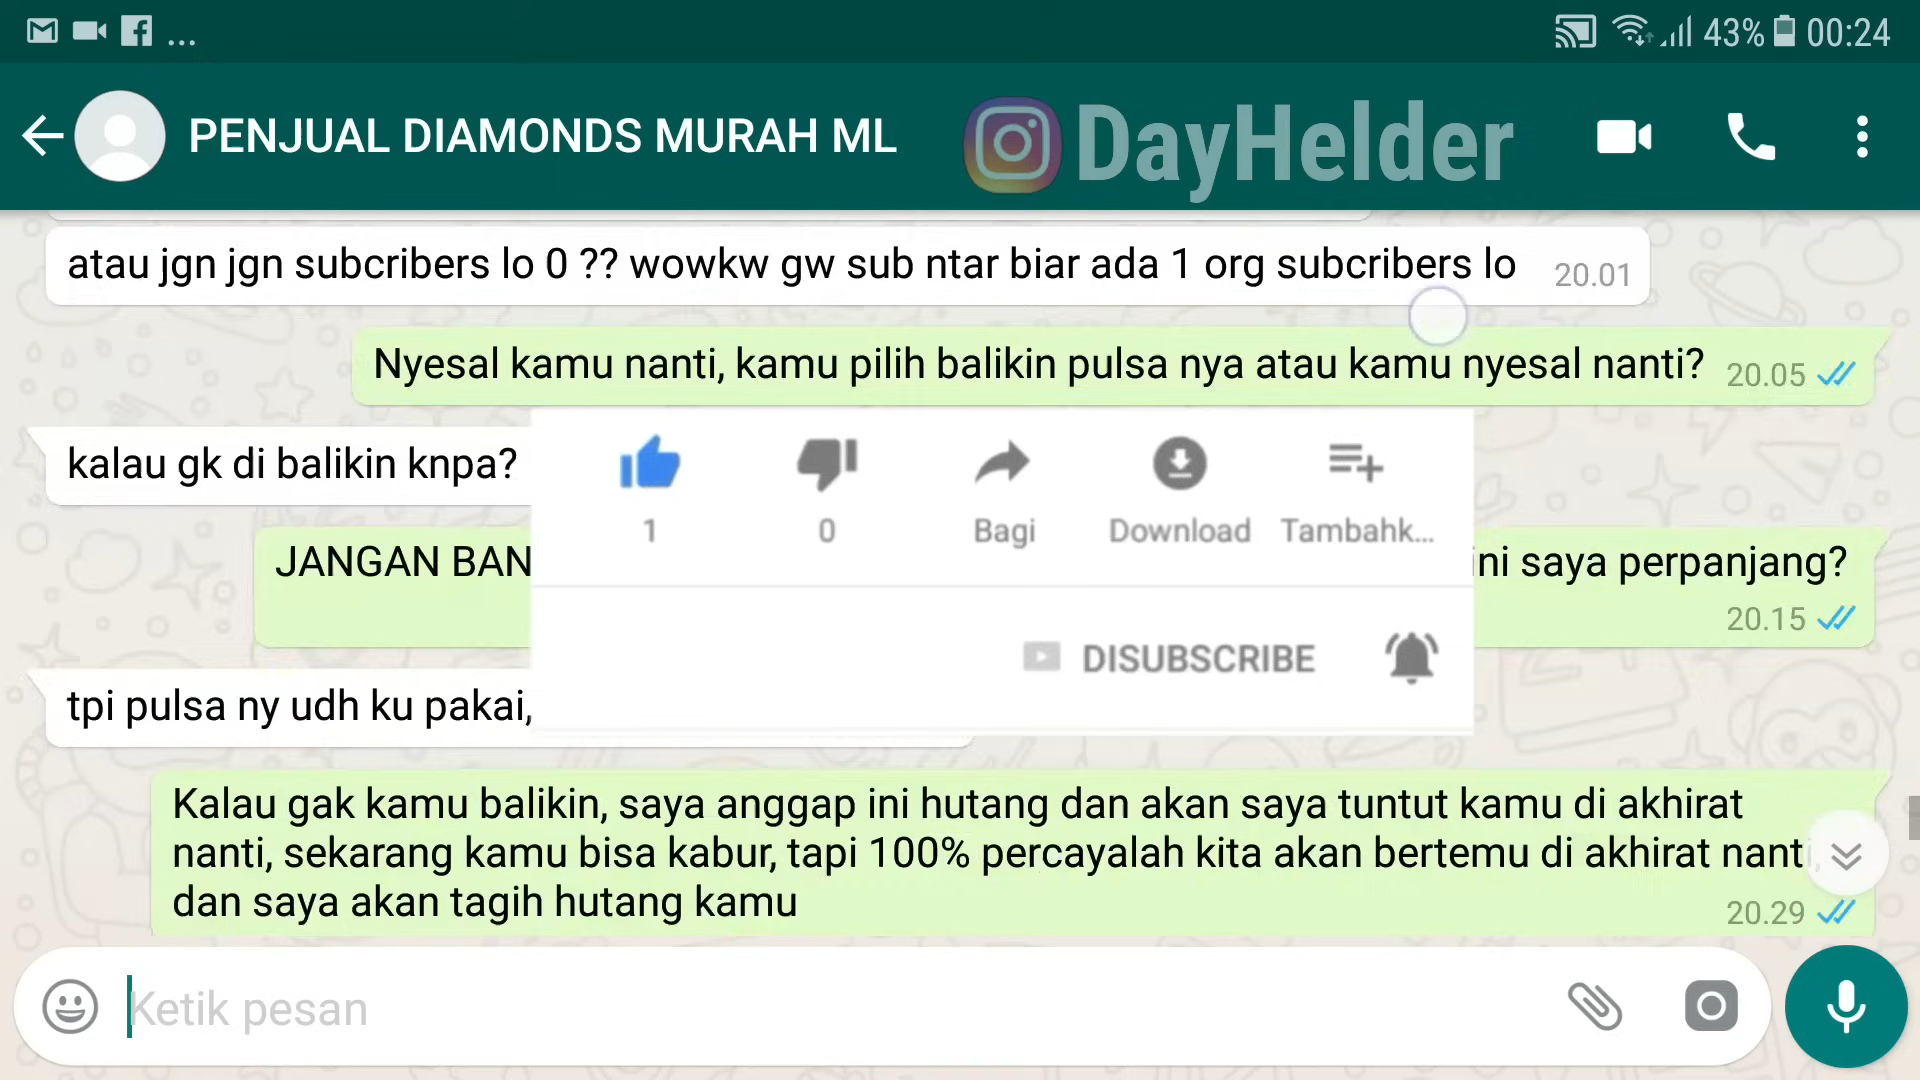 ...
43% 00:24
PENJUAL DIAMONDS MURAH ML
DayHelder
atau jgn jgn subcribers lo 0 ?? wowkw gw sub ntar biar ada 1 org subcribers lo 20.01
Nyesal kamu nanti, kamu pilih balikin pulsa nya atau kamu nyesal nanti? 20.05
kalau gk di balikin knpa?
1
0
Bagi
Download
Tambahk...
JANGAN BAN
ini saya perpanjang?
20.15
DISUBSCRIBE
tpi pulsa ny udh ku pakai,
Kalau gak kamu balikin, saya anggap ini hutang dan akan saya tuntut kamu di akhirat
nanti, sekarang kamu bisa kabur, tapi 100% percayalah kita akan bertemu di akhirat nanti,
dan saya akan tagih hutang kamu
20.29
Ketik pesan